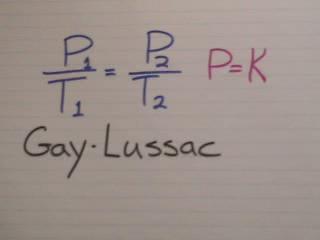 P₁/T₁ = P₂/T₂ P=K
Gay·Lussac